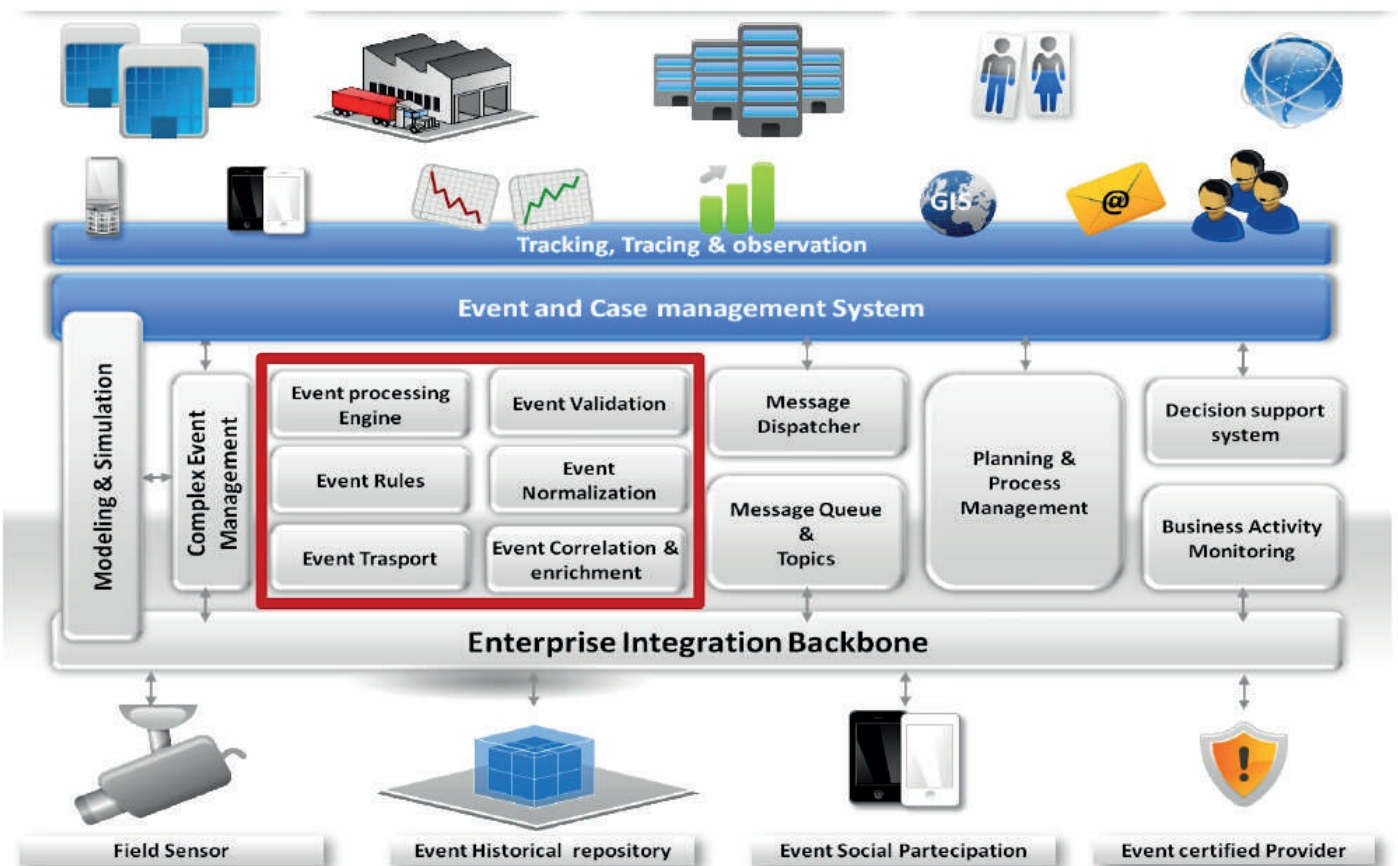 GIS
@
Tracking, Tracing & observation
Event and Case management System
Modeling & Simulation
Complex Event
Management
Event processing
Engine
Event Validation
Event Rules
Event
Normalization
Event Trasport
Event Correlation &
enrichment
Message
Dispatcher
Message Queue
&
Topics
Planning &
Process
Management
Decision support
system
Business Activity
Monitoring
Enterprise Integration Backbone
!
Field Sensor
Event Historical repository
Event Social Partecipation
Event certified Provider